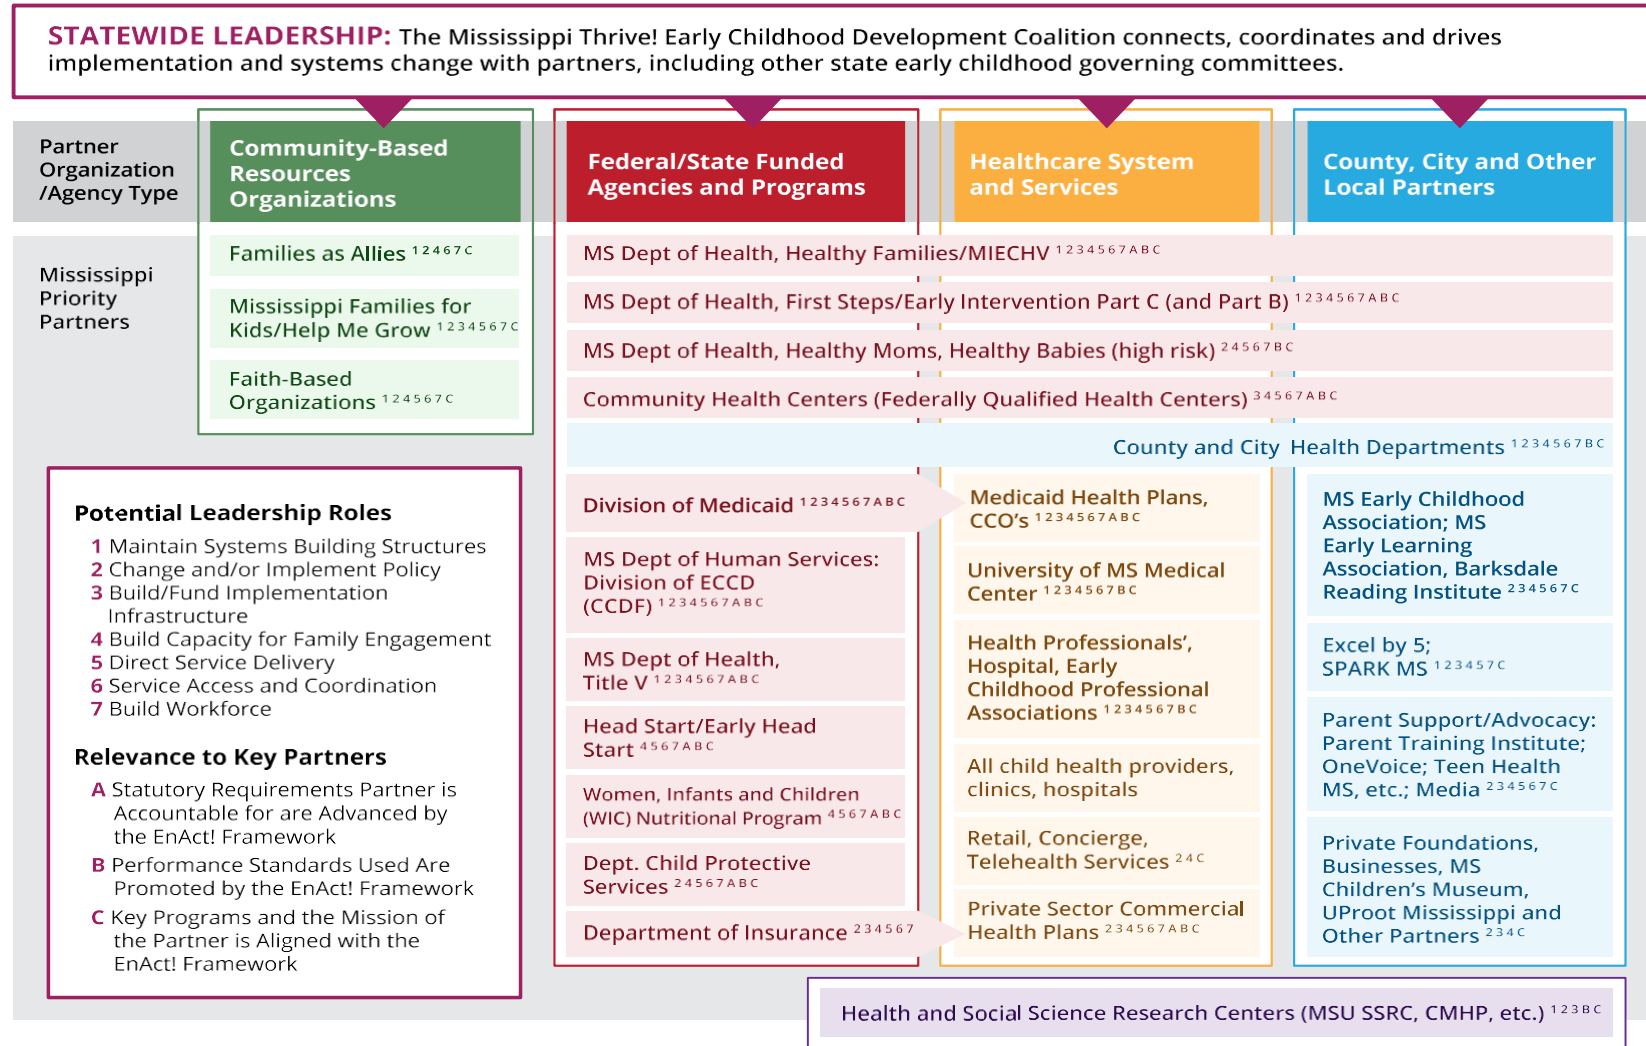 STATEWIDE LEADERSHIP: The Mississippi Thrive! Early Childhood Development Coalition connects, coordinates and drives
implementation and systems change with partners, including other state early childhood governing committees.
Partner
Organization
/Agency Type
Community-Based
Resources
Organizations
Federal/State Funded
Agencies and Programs
Healthcare System
and Services
County, City and Other
Local Partners
Mississippi
Priority
Partners
Families as Allies 1 2 4 6 7 C
Mississippi Families for
Kids/Help Me Grow 1 2 3 4 5 6 7 C
Faith-Based
Organizations 1 2 4 5 6 7 C
MS Dept of Health, Healthy Families/MIECHV 1 2 3 4 5 6 7 A B C
MS Dept of Health, First Steps/Early Intervention Part C (and Part B) 1 2 3 4 5 6 7 A B C
MS Dept of Health, Healthy Moms, Healthy Babies (high risk) 2 4 5 6 7 B C
Community Health Centers (Federally Qualified Health Centers) 3 4 5 6 7 A B C
County and City Health Departments 1 2 3 4 5 6 7 B C
Division of Medicaid 1 2 3 4 5 6 7 A B C
MS Dept of Human Services:
Division of ECCD
(CCDF) 1 2 3 4 5 6 7 A B C
MS Dept of Health,
Title V 1 2 3 4 5 6 7 A B C
Head Start/Early Head
Start 4 5 6 7 A B C
Women, Infants and Children
(WIC) Nutritional Program 4 5 6 7 A B C
Dept. Child Protective
Services 2 4 5 6 7 A B C
Department of Insurance 2 3 4 5 6 7
Medicaid Health Plans,
CCO's 1 2 3 4 5 6 7 A B C
University of MS Medical
Center 1 2 3 4 5 6 7 B C
Health Professionals',
Hospital, Early
Childhood Professional
Associations 1 2 3 4 5 6 7 B C
All child health providers,
clinics, hospitals
Retail, Concierge,
Telehealth Services 2 4 C
Private Sector Commercial
Health Plans 2 3 4 5 6 7 A B C
MS Early Childhood
Association; MS
Early Learning
Association, Barksdale
Reading Institute 2 3 4 5 6 7 C
Excel by 5;
SPARK MS 1 2 3 4 5 7 C
Parent Support/Advocacy:
Parent Training Institute;
OneVoice; Teen Health
MS, etc.; Media 2 3 4 5 6 7 C
Private Foundations,
Businesses, MS
Children's Museum,
UProot Mississippi and
Other Partners 2 3 4 C
Potential Leadership Roles
1 Maintain Systems Building Structures
2 Change and/or Implement Policy
3 Build/Fund Implementation
Infrastructure
4 Build Capacity for Family Engagement
5 Direct Service Delivery
6 Service Access and Coordination
7 Build Workforce
Relevance to Key Partners
A Statutory Requirements Partner is
Accountable for are Advanced by
the EnAct! Framework
B Performance Standards Used Are
Promoted by the EnAct! Framework
C Key Programs and the Mission of
the Partner is Aligned with the
EnAct! Framework
Health and Social Science Research Centers (MSU SSRC, CMHP, etc.) 1 2 3 B C